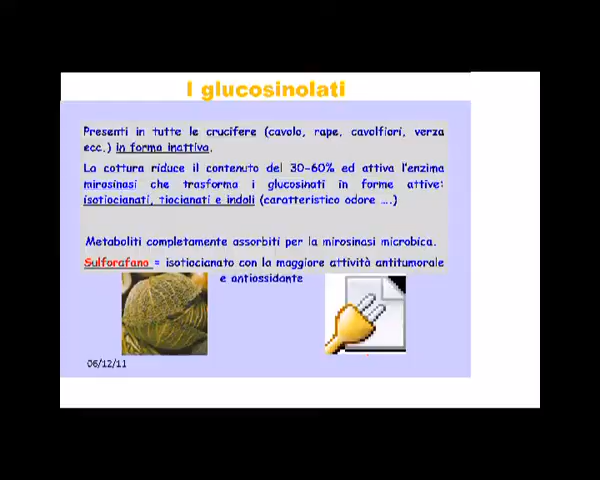 I glucosinolati
Presenti in tutte le crucifere (cavolo, rape, cavolfiori, verza
ecc.) in forma inattiva.
La cottura riduce il contenuto del 30-60% ed attiva l'enzima
mirosinasi che trasforma i glucosinati in forme attive:
isotiocianati, tiocianati e indoli (caratteristico odore ....)
Metaboliti completamente assorbiti per la mirosinasi microbica.
Sulforafano = isotiocianato con la maggiore attività antitumorale
e antiossidante
06/12/11